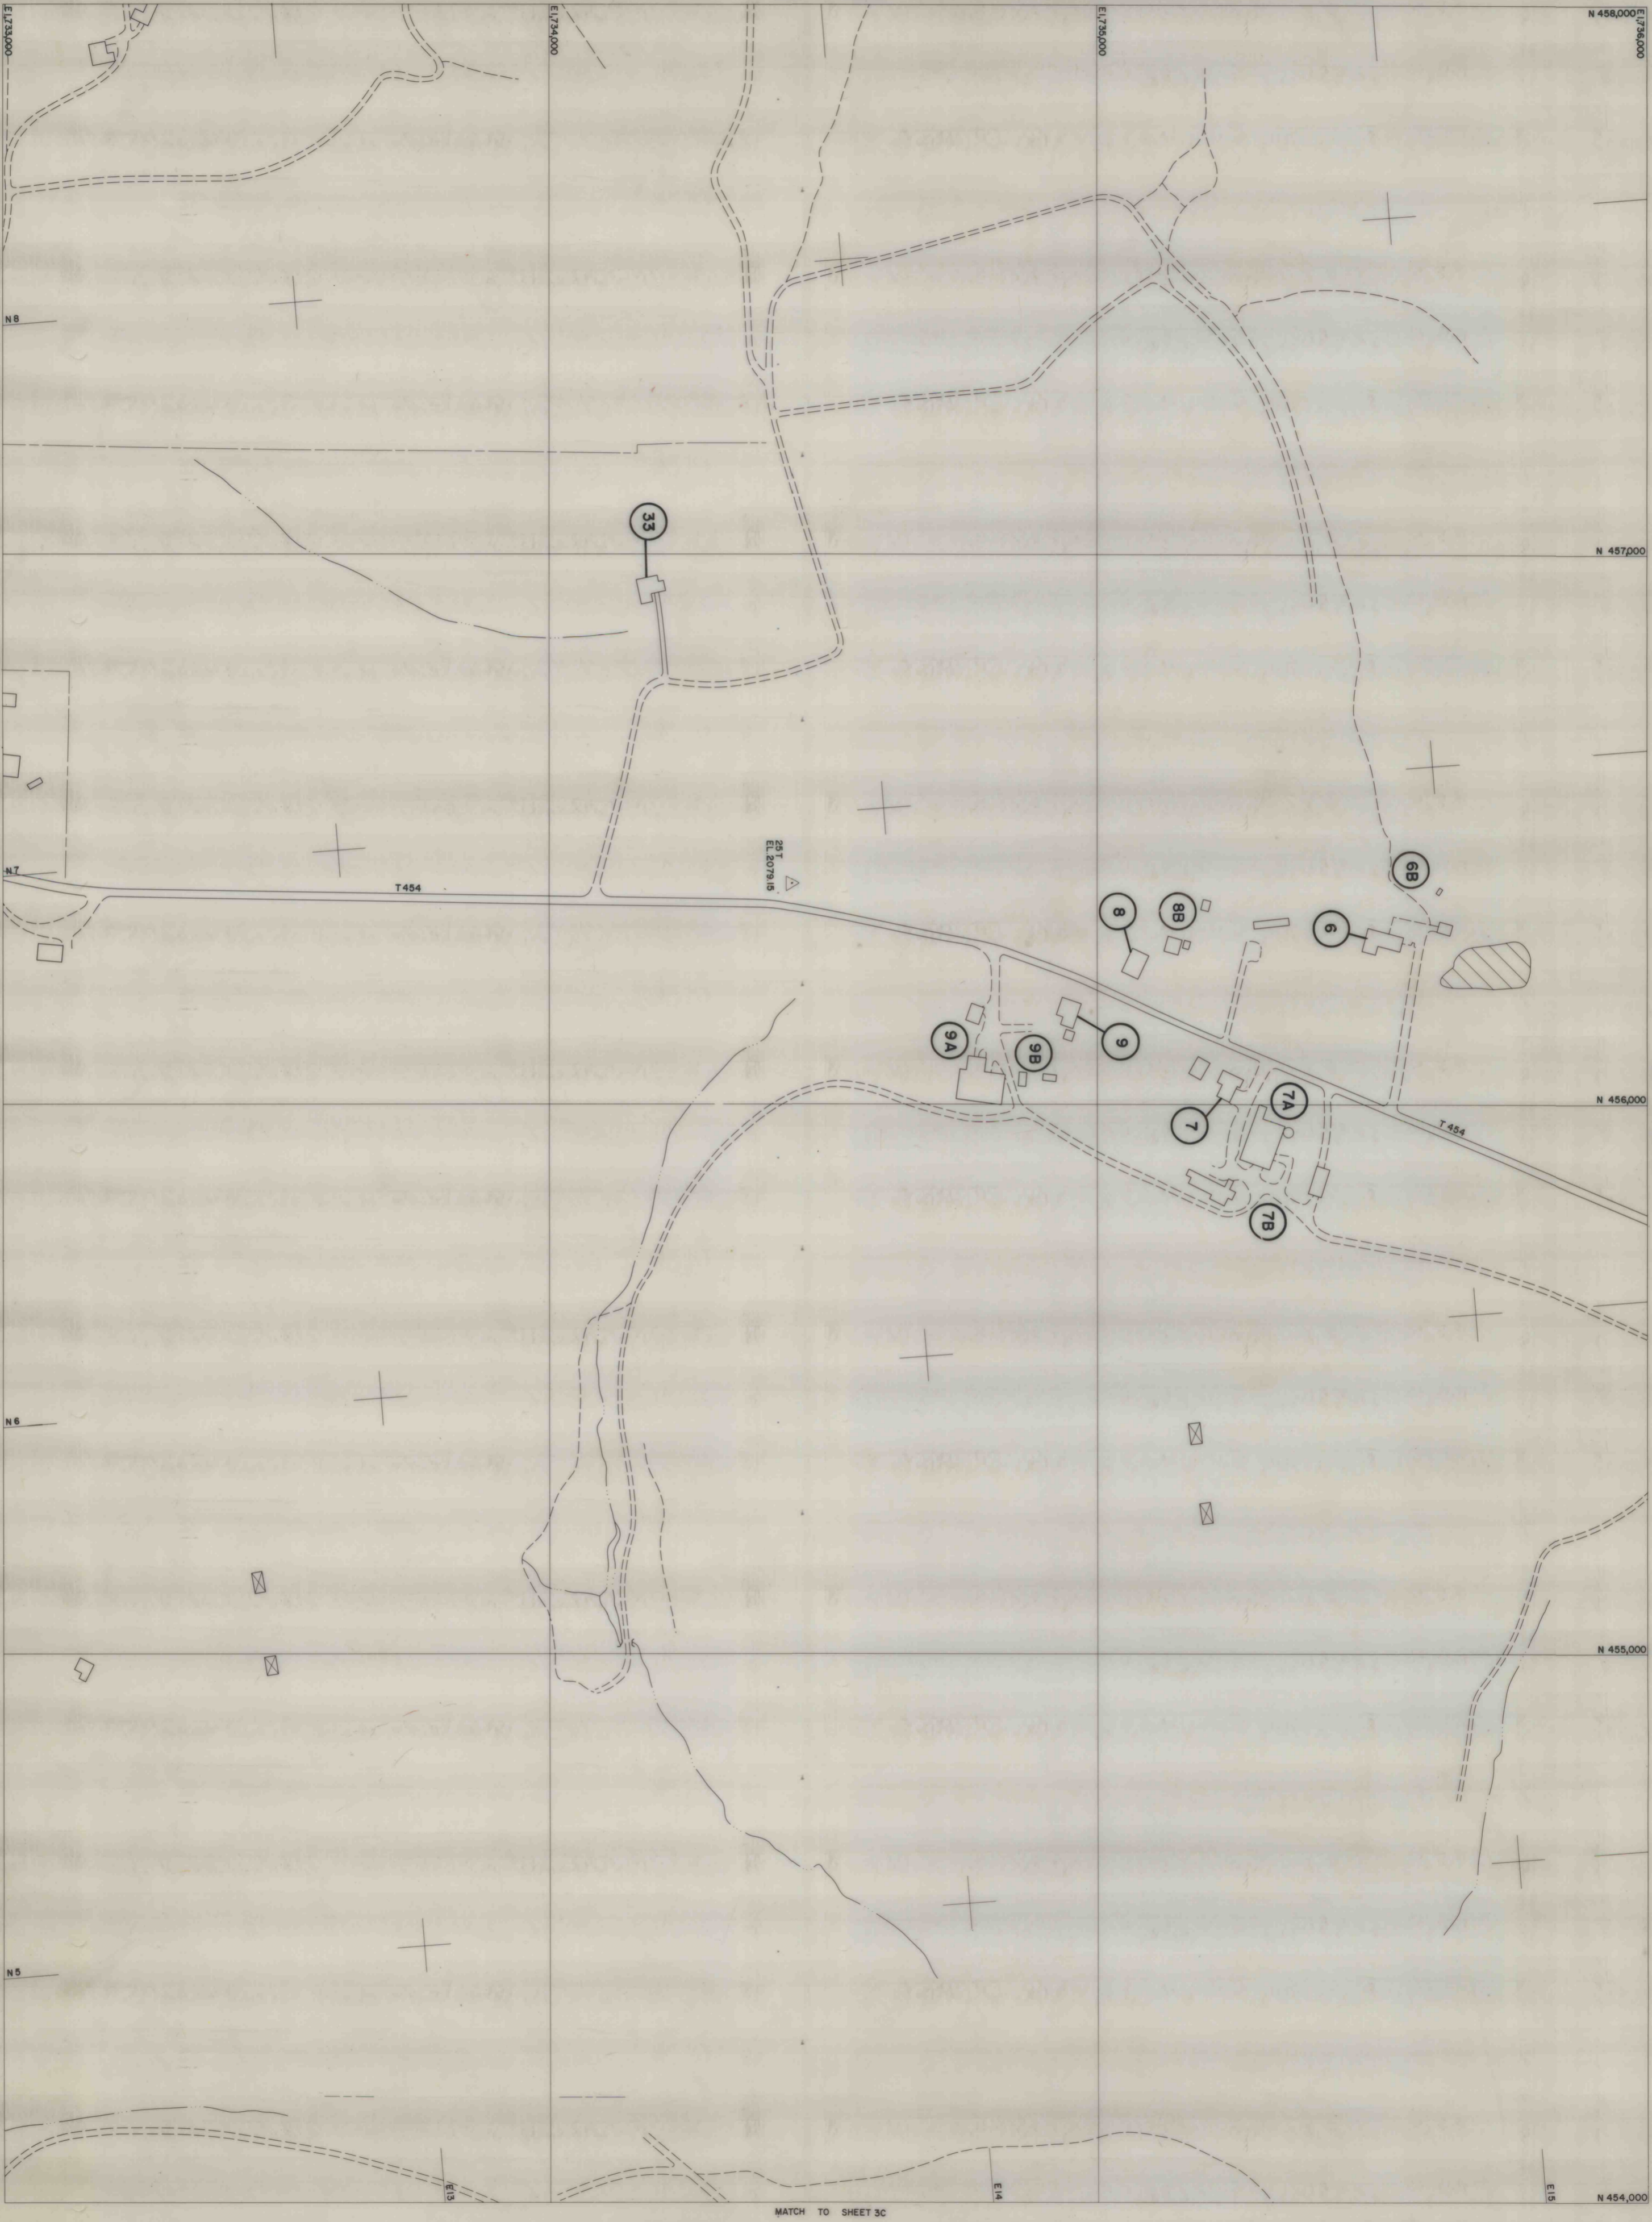 E1,733,000
E1,734,000
E1,735,000
N 458,000
E1,736,000
N8
33
N 457,000
N7
T454
25T
EL.2079.15
6B
8
8B
6
9A
9B
9
7
7A
N 456,000
T454
7B
N6
N 455,000
N5
E13
E14
E15
N 454,000
MATCH TO SHEET 3C